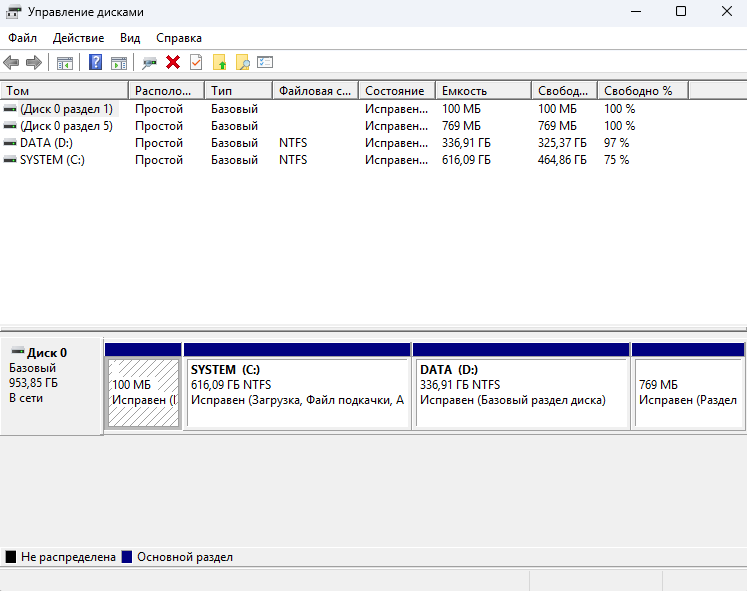 Управление дисками
Файл Действие Вид Справка
Том Располо... Тип Файловая с... Состояние Емкость Свобод... Свободно %
(Диск 0 раздел 1) Простой Базовый Исправен... 100 МБ 100 МБ 100 %
(Диск 0 раздел 5) Простой Базовый Исправен... 769 МБ 769 МБ 100 %
DATA (D:) Простой Базовый NTFS Исправен... 336,91 ГБ 325,37 ГБ 97 %
SYSTEM (C:) Простой Базовый NTFS Исправен... 616,09 ГБ 464,86 ГБ 75 %
Диск 0
Базовый
953,85 ГБ
В сети
100 МБ
Исправен (
SYSTEM (C:)
616,09 ГБ NTFS
Исправен (Загрузка, Файл подкачки, А
DATA (D:)
336,91 ГБ NTFS
Исправен (Базовый раздел диска)
769 МБ
Исправен (Раздел
Не распределена Основной раздел